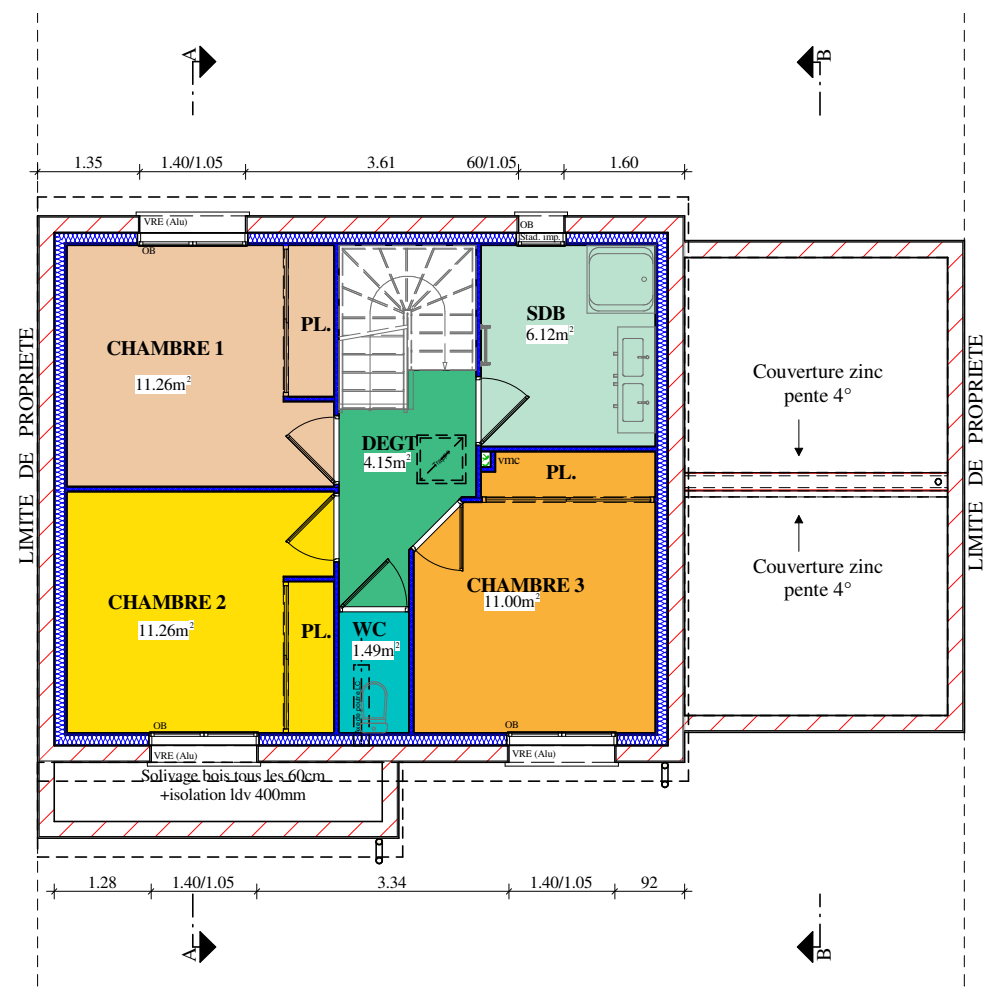 A
B
1.35
1.40/1.05
3.61
60/1.05
1.60
VRE (Alu)
OB
OB
Stad. imp.
LIMITE DE PROPRIETE
LIMITE DE PROPRIETE
CHAMBRE 1
11.26m²
PL.
SDB
6.12m²
Couverture zinc
pente 4°
DEGT
4.15m²
Trappe
vmc
PL.
CHAMBRE 2
11.26m²
PL.
WC
1.49m²
CHAMBRE 3
11.00m²
Couverture zinc
pente 4°
OB
VRE (Alu)
OB
VRE (Alu)
Solivage bois tous les 60cm
+isolation ldv 400mm
1.28
1.40/1.05
3.34
1.40/1.05
92
A
B